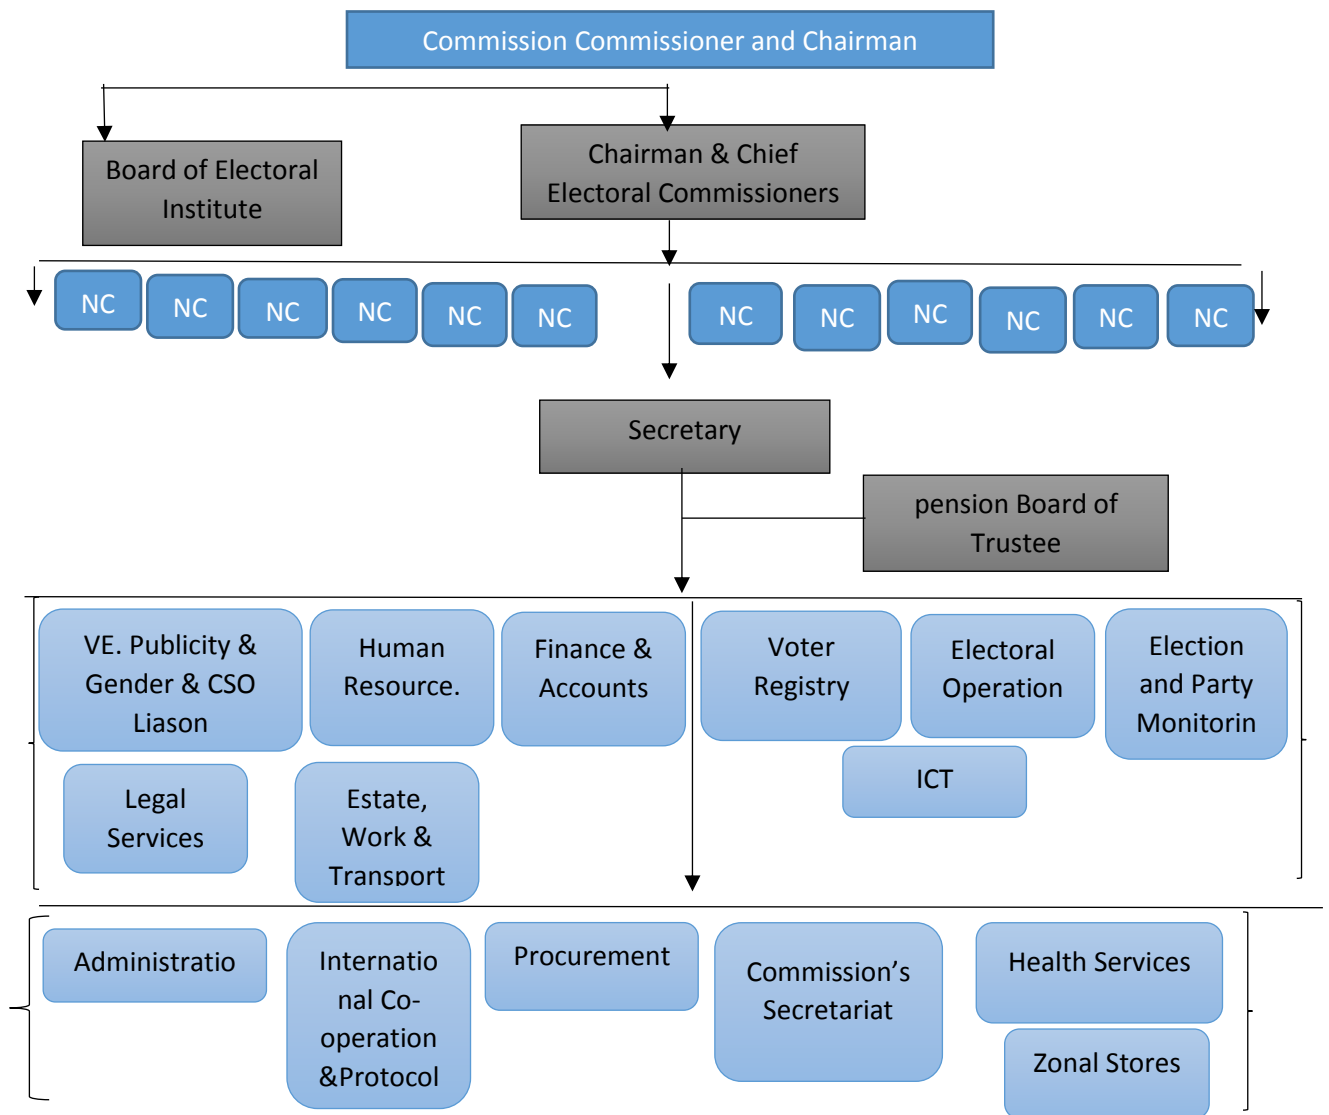 Commission Commissioner and Chairman
Board of Electoral
Institute
Chairman & Chief
Electoral Commissioners
NC
NC
NC
NC
NC
NC
NC
NC
NC
NC
NC
NC
Secretary
pension Board of
Trustee
VE. Publicity &
Gender & CSO
Liason
Human
Resource.
Finance &
Accounts
Voter
Registry
Electoral
Operation
Election
and Party
Monitorin
Legal
Services
Estate,
Work &
Transport
ICT
Administratio
Internatio
nal Co-
operation
&Protocol
Procurement
Commission’s
Secretariat
Health Services
Zonal Stores